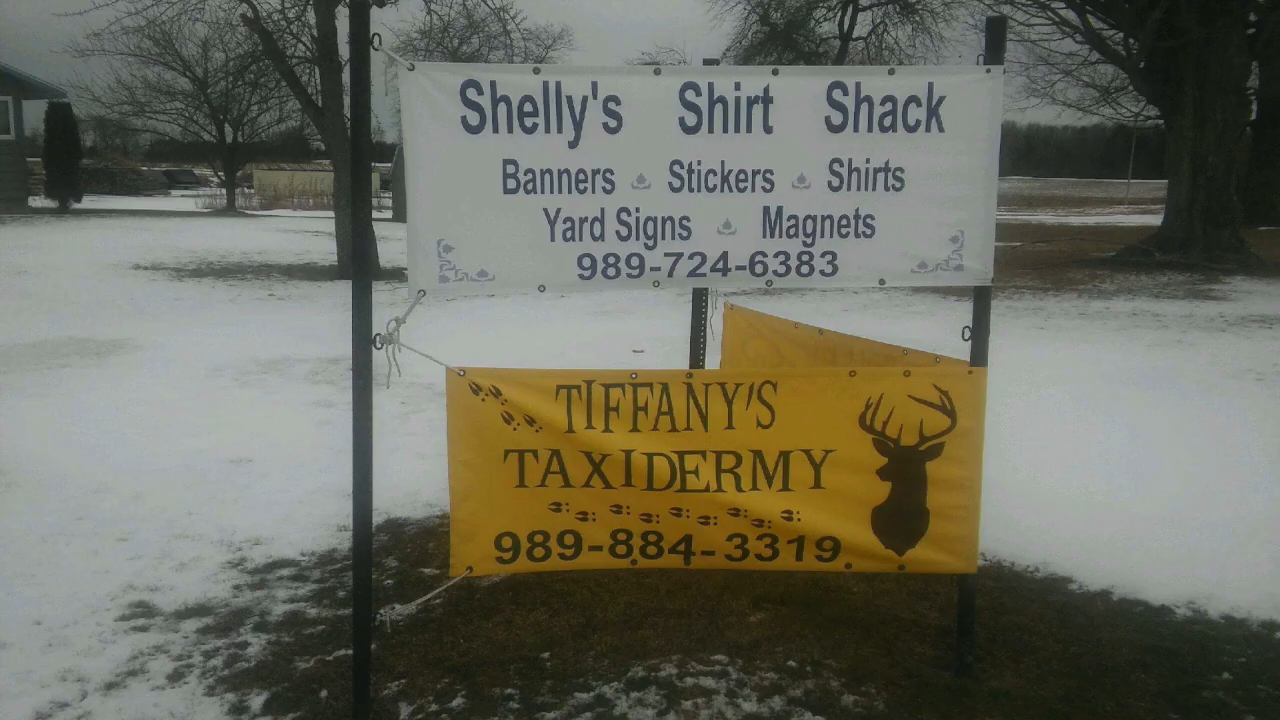 Shelly's Shirt Shack
Banners Stickers Shirts
Yard Signs Magnets
989-724-6383
TIFFANY'S
TAXIDERMY
989-884-3319